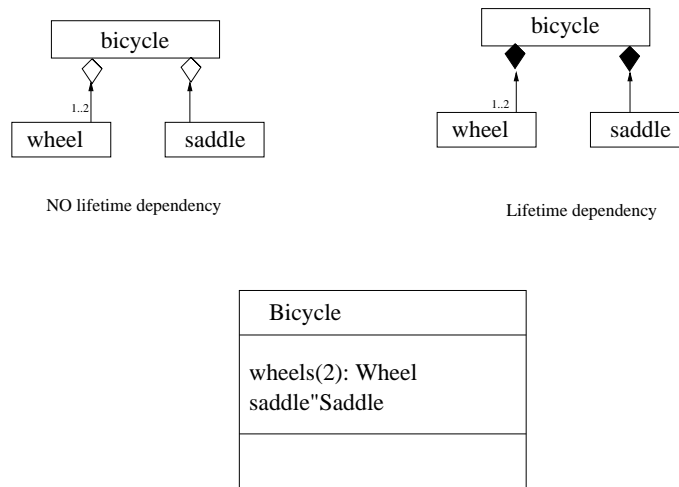 bicycle
1..2
wheel
saddle
NO lifetime dependency
bicycle
1..2
wheel
saddle
Lifetime dependency
Bicycle
wheels(2): Wheel
saddle"Saddle